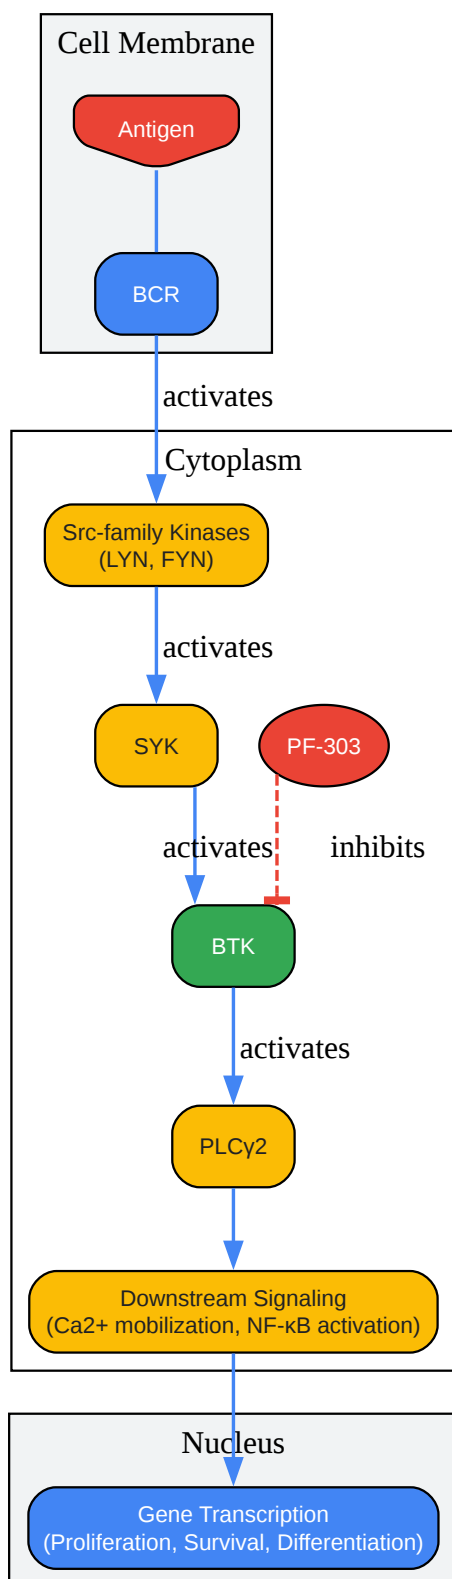 Cell Membrane
Antigen
BCR
activates
Cytoplasm
Src-family Kinases
(LYN, FYN)
activates
SYK
PF-303
activates
inhibits
BTK
activates
PLCγ2
Downstream Signaling
(Ca2+ mobilization, NF-κB activation)
Nucleus
Gene Transcription
(Proliferation, Survival, Differentiation)